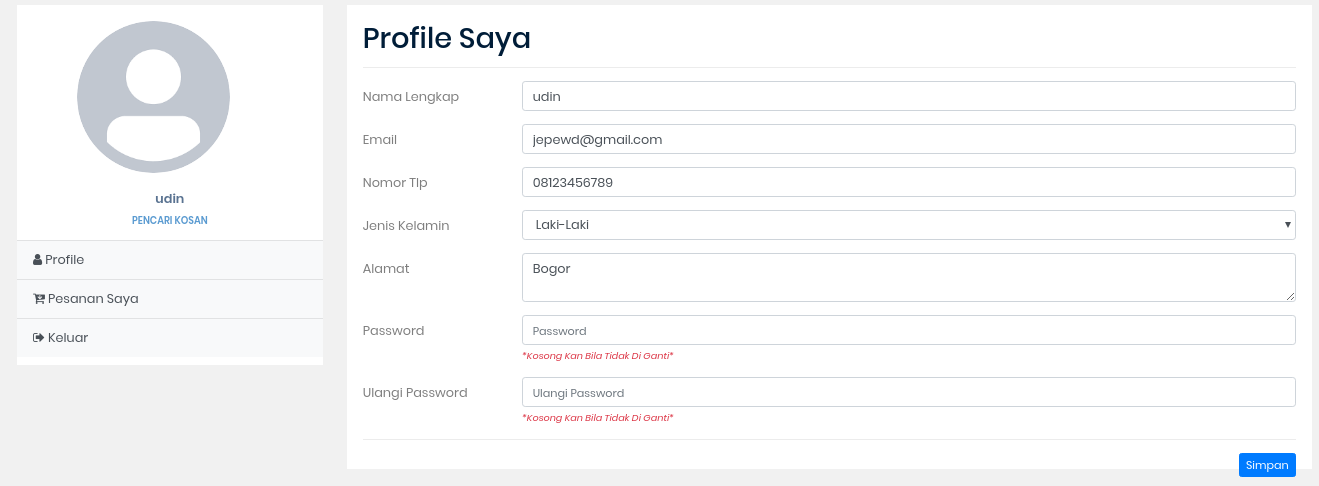 udin
PENCARI KOSAN
Profile
Pesanan Saya
Keluar
Profile Saya
Nama Lengkap udin
Email jepewd@gmail.com
Nomor Tlp 08123456789
Jenis Kelamin Laki-Laki
Alamat Bogor
Password Password
*Kosong Kan Bila Tidak Di Ganti*
Ulangi Password Ulangi Password
*Kosong Kan Bila Tidak Di Ganti*
Simpan